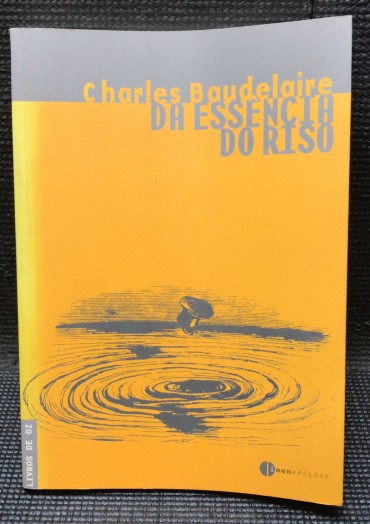 Charles Baudelaire
DA ESSÊNCIA
DO RISO
LIVROS DE OZ
edições